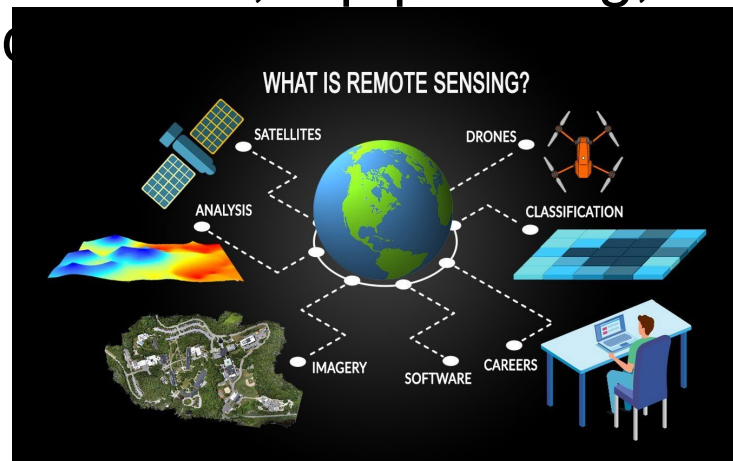 WHAT IS REMOTE SENSING?
SATELLITES
DRONES
ANALYSIS
CLASSIFICATION
IMAGERY
SOFTWARE
CAREERS